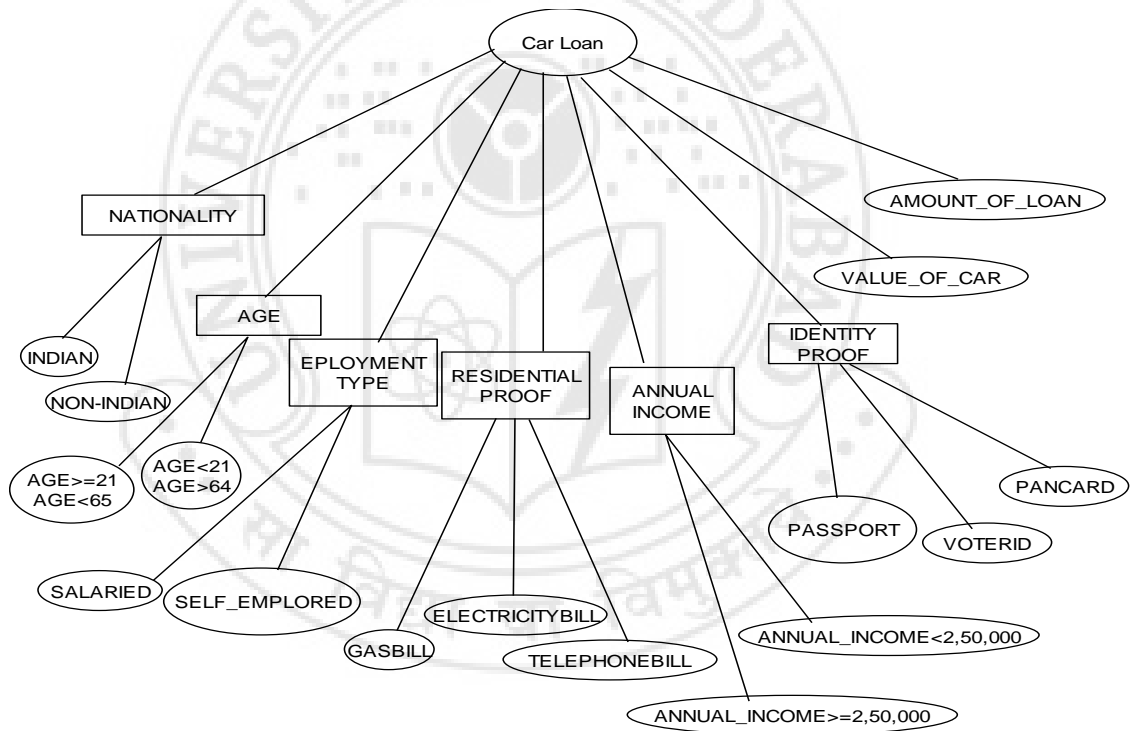 Car Loan
NATIONALITY
AMOUNT_OF_LOAN
VALUE_OF_CAR
AGE
IDENTITY
PROOF
INDIAN
EPLOYMENT
TYPE
RESIDENTIAL
PROOF
ANNUAL
INCOME
NON-INDIAN
AGE>=21
AGE<65
AGE<21
AGE>64
PANCARD
PASSPORT
VOTERID
SALARIED
SELF_EMPLORED
ELECTRICITYBILL
GASBILL
TELEPHONEBILL
ANNUAL_INCOME<2,50,000
ANNUAL_INCOME>=2,50,000